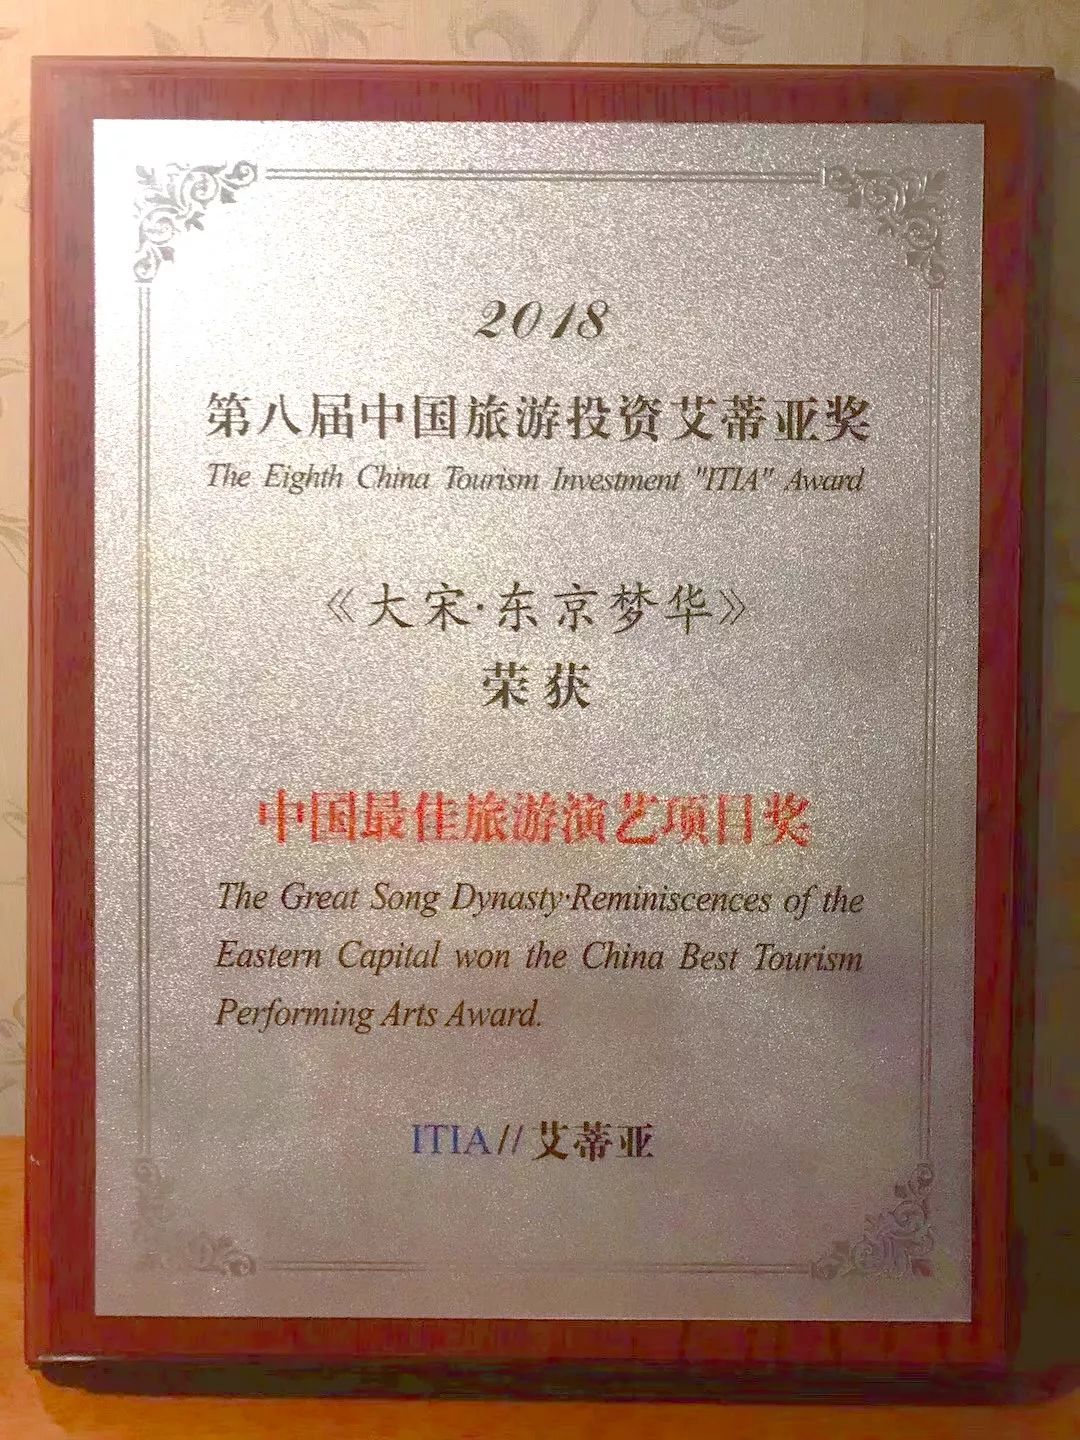 2018
第八届中国旅游投资艾蒂亚奖
The Eighth China Tourism Investment "ITIA" Award
《大宋·东京梦华》
荣获
中国最佳旅游演艺项目奖
The Great Song Dynasty·Reminiscences of the
Eastern Capital won the China Best Tourism
Performing Arts Award.
ITIA//艾蒂亚